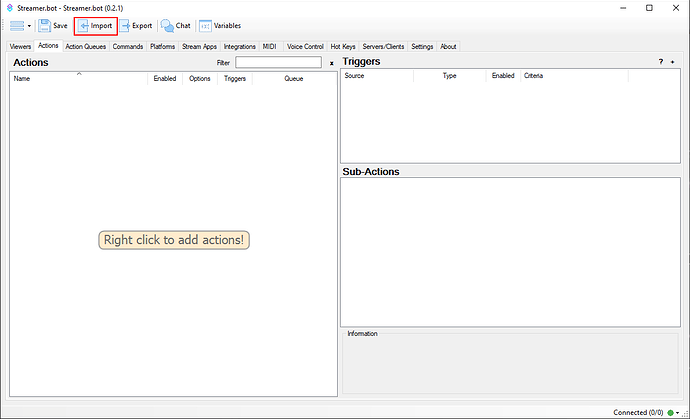 Streamer.bot - Streamer.bot (0.2.1)
Save Import Export Chat Variables
Viewers Actions Action Queues Commands Platforms Stream Apps Integrations MIDI Voice Control Hot Keys Servers/Clients Settings About
Actions Filter x
Name Enabled Options Triggers Queue
Right click to add actions!
Triggers ? +
Source Type Enabled Criteria
Sub-Actions
Information
Connected (0/0)